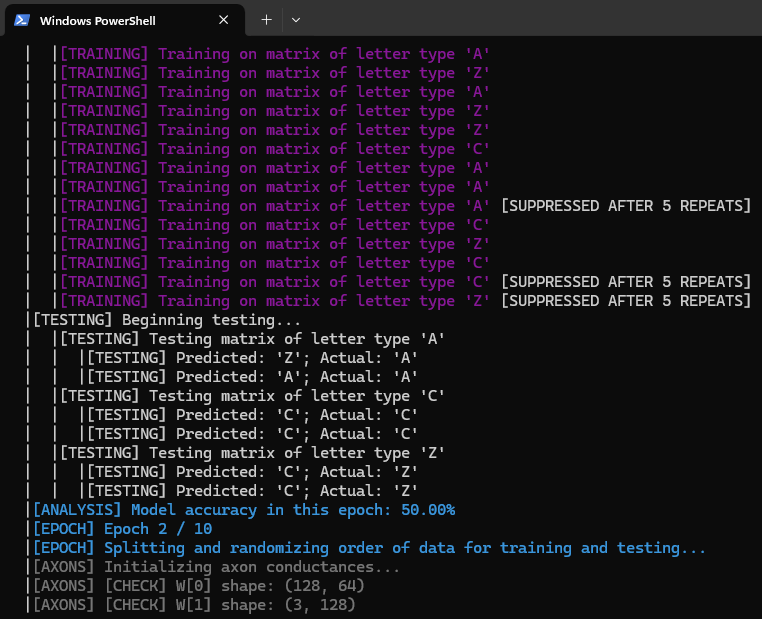 Windows PowerShell
| |[TRAINING] Training on matrix of letter type 'A'
| |[TRAINING] Training on matrix of letter type 'Z'
| |[TRAINING] Training on matrix of letter type 'A'
| |[TRAINING] Training on matrix of letter type 'Z'
| |[TRAINING] Training on matrix of letter type 'Z'
| |[TRAINING] Training on matrix of letter type 'C'
| |[TRAINING] Training on matrix of letter type 'A'
| |[TRAINING] Training on matrix of letter type 'A'
| |[TRAINING] Training on matrix of letter type 'A' [SUPPRESSED AFTER 5 REPEATS]
| |[TRAINING] Training on matrix of letter type 'C'
| |[TRAINING] Training on matrix of letter type 'Z'
| |[TRAINING] Training on matrix of letter type 'C'
| |[TRAINING] Training on matrix of letter type 'C' [SUPPRESSED AFTER 5 REPEATS]
| |[TRAINING] Training on matrix of letter type 'Z' [SUPPRESSED AFTER 5 REPEATS]
|[TESTING] Beginning testing...
| |[TESTING] Testing matrix of letter type 'A'
| | |[TESTING] Predicted: 'Z'; Actual: 'A'
| | |[TESTING] Predicted: 'A'; Actual: 'A'
| |[TESTING] Testing matrix of letter type 'C'
| | |[TESTING] Predicted: 'C'; Actual: 'C'
| | |[TESTING] Predicted: 'C'; Actual: 'C'
| |[TESTING] Testing matrix of letter type 'Z'
| | |[TESTING] Predicted: 'C'; Actual: 'Z'
| | |[TESTING] Predicted: 'C'; Actual: 'Z'
|[ANALYSIS] Model accuracy in this epoch: 50.00%
|[EPOCH] Epoch 2 / 10
|[EPOCH] Splitting and randomizing order of data for training and testing...
|[AXONS] Initializing axon conductances...
|[AXONS] [CHECK] W[0] shape: (128, 64)
|[AXONS] [CHECK] W[1] shape: (3, 128)